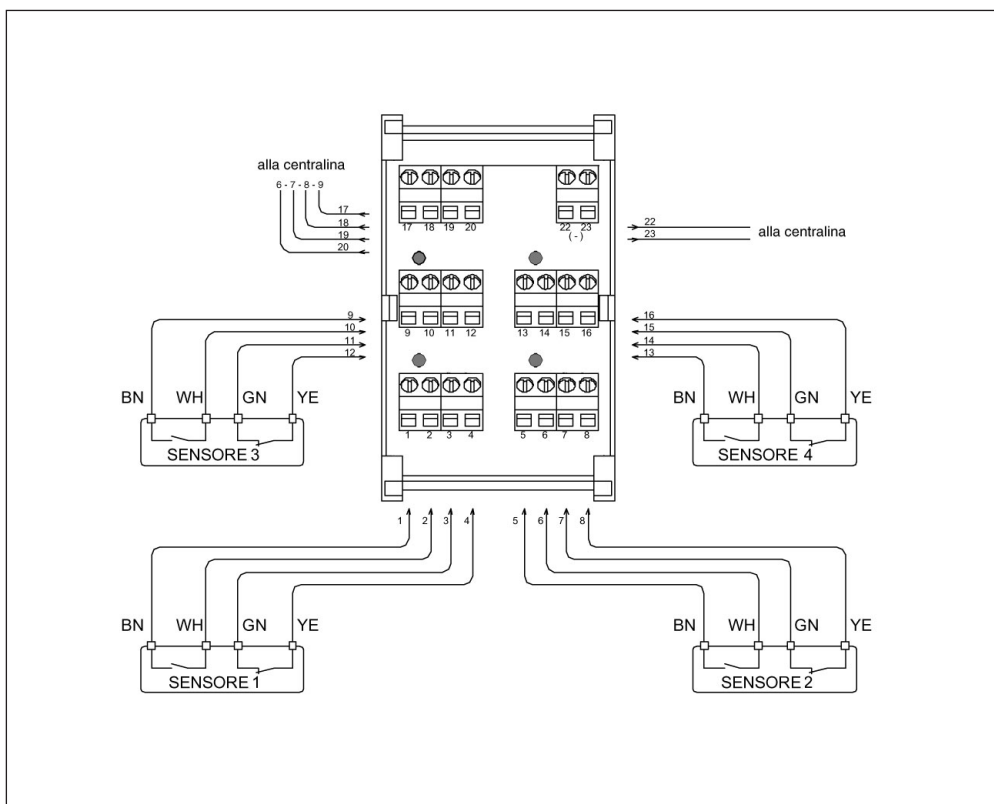 alla centralina
6 - 7 - 8 - 9
17
18
19
20
17 18 19 20
22 23
( - )
22
23
alla centralina
9 10 11 12
13 14 15 16
9
10
11
12
16
15
14
13
BN WH GN YE
SENSORE 3
BN WH GN YE
SENSORE 4
1 2 3 4
5 6 7 8
1 2 3 4
5 6 7 8
BN WH GN YE
SENSORE 1
BN WH GN YE
SENSORE 2